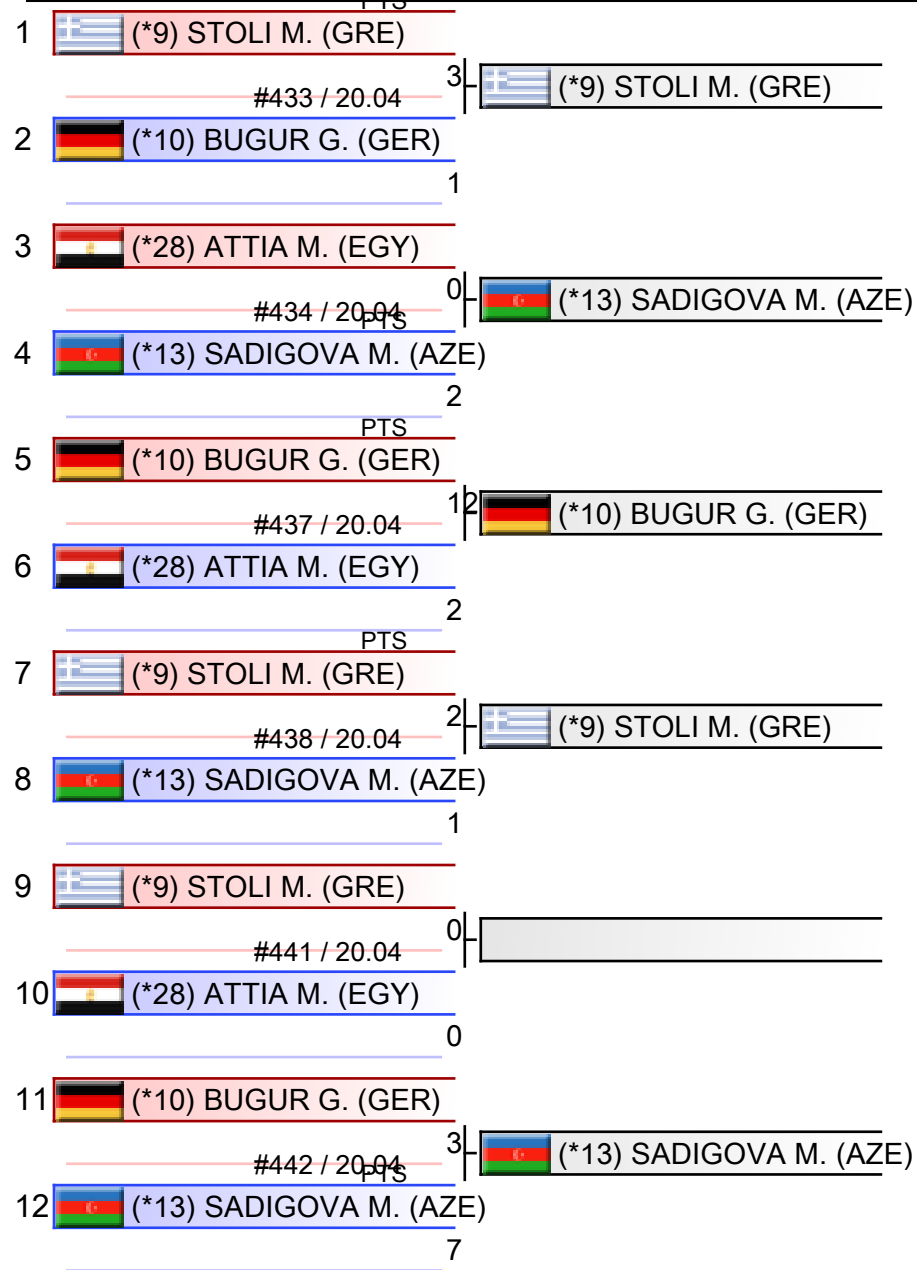 PTS
1 (*9) STOLI M. (GRE)
3 (*9) STOLI M. (GRE)
#433 / 20.04
2 (*10) BUGUR G. (GER)
1
3 (*28) ATTIA M. (EGY)
0 (*13) SADIGOVA M. (AZE)
#434 / 20.04
PTS
4 (*13) SADIGOVA M. (AZE)
2
PTS
5 (*10) BUGUR G. (GER)
12 (*10) BUGUR G. (GER)
#437 / 20.04
6 (*28) ATTIA M. (EGY)
2
PTS
7 (*9) STOLI M. (GRE)
2 (*9) STOLI M. (GRE)
#438 / 20.04
8 (*13) SADIGOVA M. (AZE)
1
9 (*9) STOLI M. (GRE)
0
#441 / 20.04
10 (*28) ATTIA M. (EGY)
0
11 (*10) BUGUR G. (GER)
3 (*13) SADIGOVA M. (AZE)
#442 / 20.04
PTS
12 (*13) SADIGOVA M. (AZE)
7